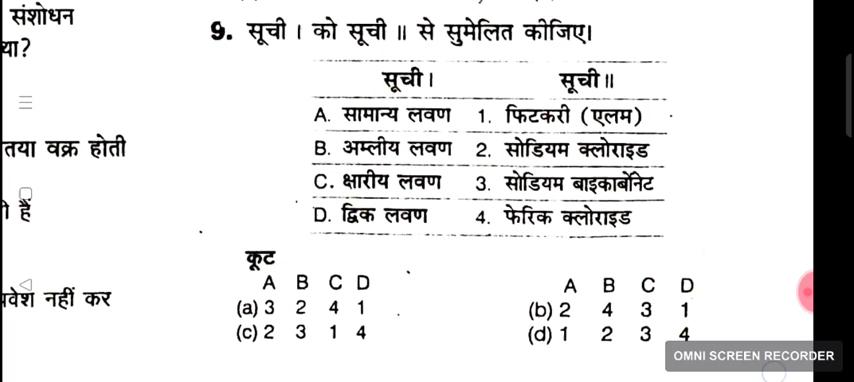 संशोधन
था?
तया वक्र होती
ो हैं
प्रवेश नहीं कर
9. सूची I को सूची II से सुमेलित कीजिए।
सूची I सूची II
A. सामान्य लवण 1. फिटकरी (एलम)
B. अम्लीय लवण 2. सोडियम क्लोराइड
C. क्षारीय लवण 3. सोडियम बाइकार्बोनेट
D. द्विक लवण 4. फेरिक क्लोराइड
कूट
A B C D A B C D
(a) 3 2 4 1 (b) 2 4 3 1
(c) 2 3 1 4 (d) 1 2 3 4
OMNI SCREEN RECORDER